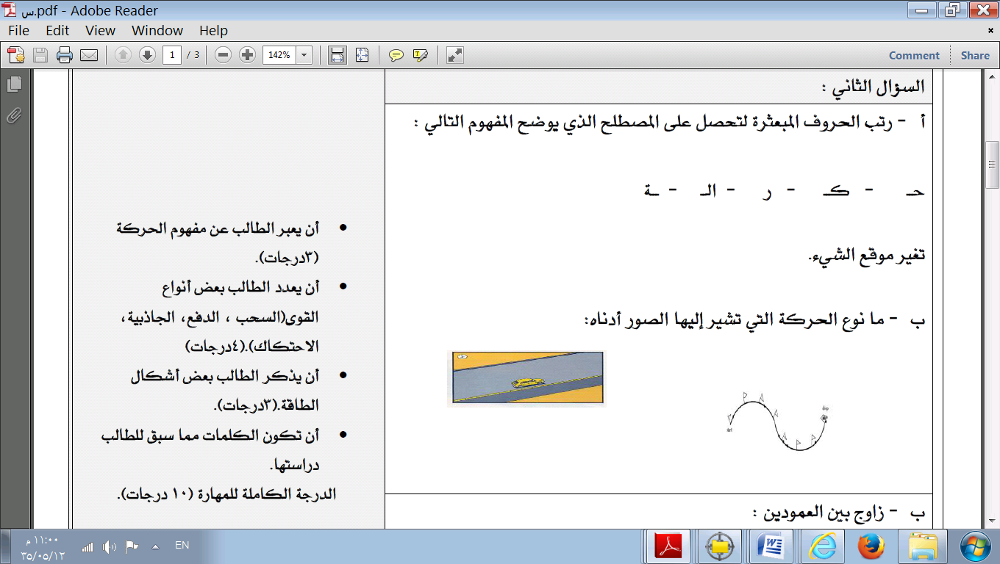 س.pdf - Adobe Reader
File Edit View Window Help
1 / 3 142% Comment Share
السؤال الثاني :
أ - رتب الحروف المبعثرة لتحصل على المصطلح الذي يوضح المفهوم التالي :
حـ - كـ - ر - الـ - ـة
تغير موقع الشيء.
ب - ما نوع الحركة التي تشير إليها الصور أدناه:
start
stop
ب - زاوج بين العمودين :
• أن يعبر الطالب عن مفهوم الحركة
(٣درجات).
• أن يعدد الطالب بعض أنواع
القوى(السحب ، الدفع، الجاذبية،
الاحتكاك).(٤درجات)
• أن يذكر الطالب بعض أشكال
الطاقة.(٣درجات).
• أن تكون الكلمات مما سبق للطالب
دراستها.
الدرجة الكاملة للمهارة (١٠ درجات).
١١:٠٠ م
٣٥/٠٥/١٢
EN